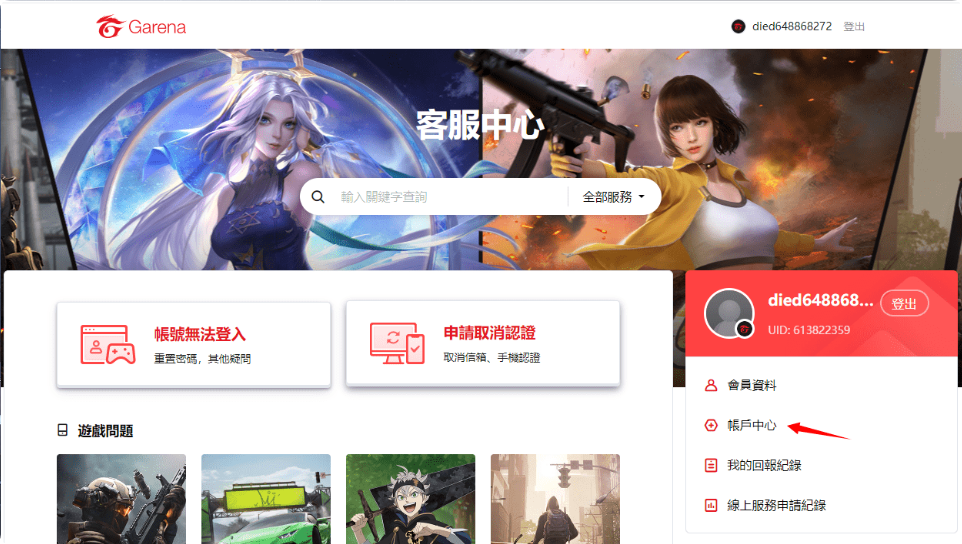 Garena
died648868272 登出
客服中心
輸入關鍵字查詢 全部服務
帳號無法登入
重置密碼，其他疑問
申請取消認證
取消信箱、手機認證
遊戲問題
died648868... 登出
UID: 613822359
會員資料
帳戶中心
我的回報紀錄
線上服務申請紀錄